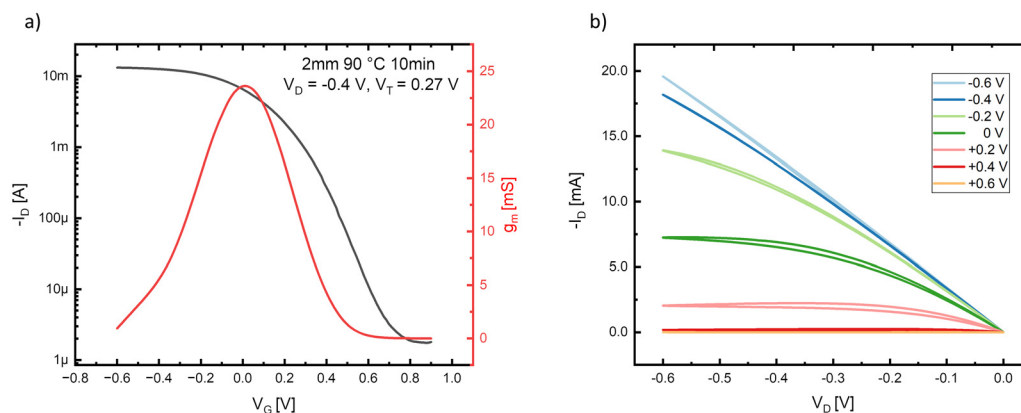 a)
2mm 90 °C 10min
V_D = -0.4 V, V_T = 0.27 V
10m
1m
100µ
10µ
1µ
-I_D [A]
25
20
15
10
5
0
g_m [mS]
−0.8 −0.6 −0.4 −0.2 0.0 0.2 0.4 0.6 0.8 1.0
V_G [V]
b)
20.0
15.0
10.0
5.0
0.0
-I_D [mA]
-0.6 V
-0.4 V
-0.2 V
0 V
+0.2 V
+0.4 V
+0.6 V
-0.6 -0.5 -0.4 -0.3 -0.2 -0.1 0.0
V_D [V]